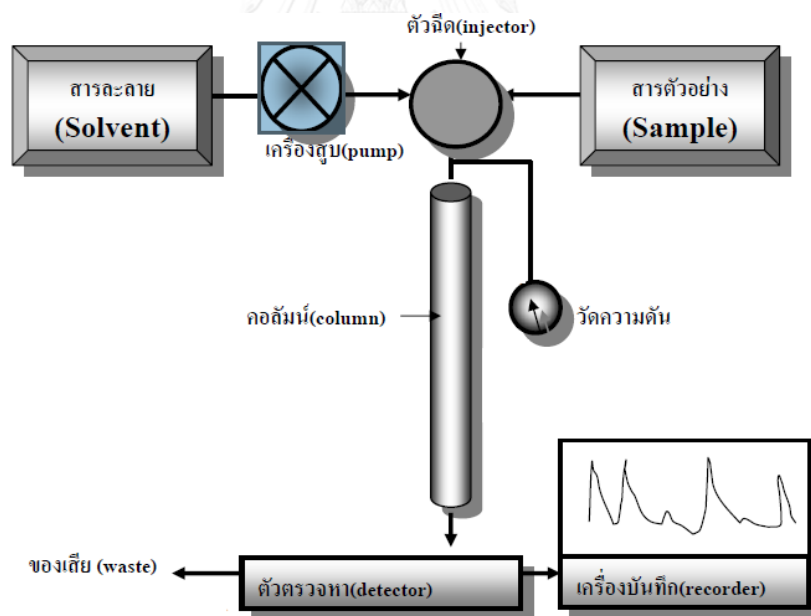 ตัวฉีด(injector)
สารละลาย
(Solvent)
สารตัวอย่าง
(Sample)
เครื่องสูบ(pump)
คอลัมน์(column)
วัดความดัน
ของเสีย (waste)
ตัวตรวจหา(detector)
เครื่องบันทึก(recorder)